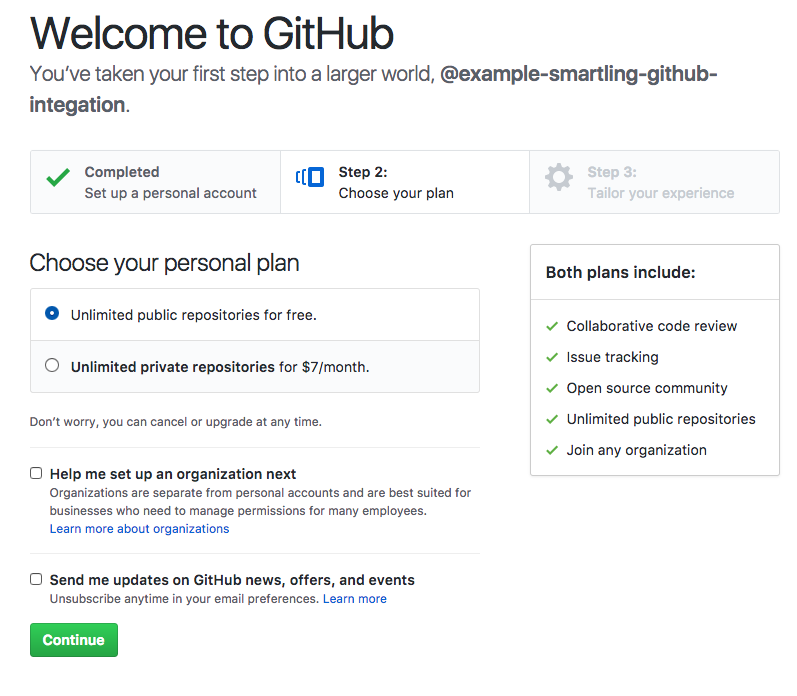 Welcome to GitHub
You’ve taken your first step into a larger world, @example-smartling-github-
integation.
Completed
Set up a personal account
Step 2:
Choose your plan
Step 3:
Tailor your experience
Choose your personal plan
Unlimited public repositories for free.
Unlimited private repositories for $7/month.
Don’t worry, you can cancel or upgrade at any time.
Help me set up an organization next
Organizations are separate from personal accounts and are best suited for
businesses who need to manage permissions for many employees.
Learn more about organizations
Send me updates on GitHub news, offers, and events
Unsubscribe anytime in your email preferences. Learn more
Continue
Both plans include:
Collaborative code review
Issue tracking
Open source community
Unlimited public repositories
Join any organization